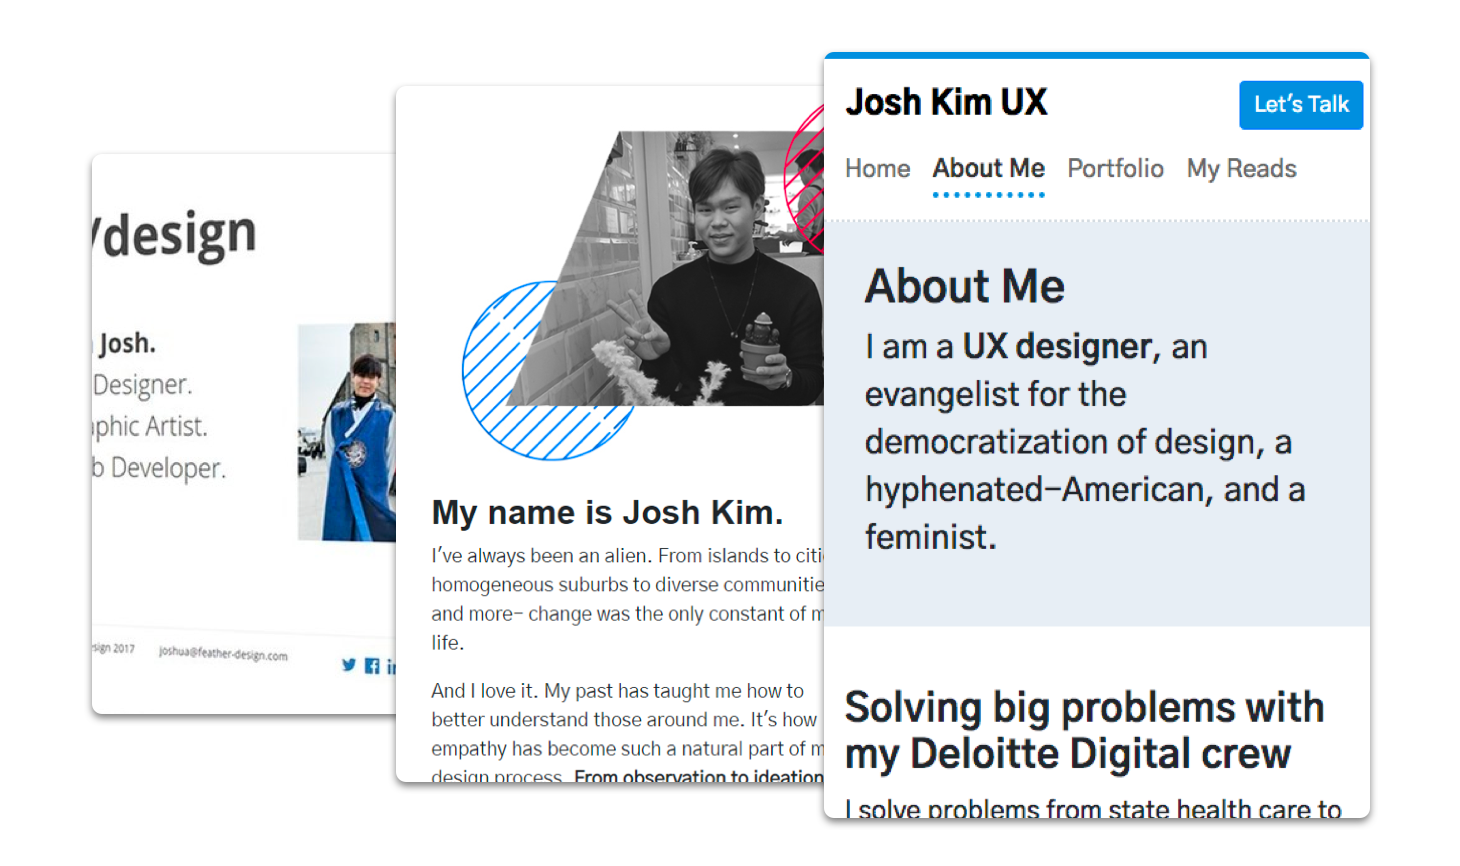 /design
Josh.
Designer.
aphic Artist.
b Developer.
sign 2017 joshua@feather-design.com
My name is Josh Kim.
I've always been an alien. From islands to citi
homogeneous suburbs to diverse communitie
and more- change was the only constant of m
life.
And I love it. My past has taught me how to
better understand those around me. It's how
empathy has become such a natural part of m
design process. From observation to ideation
Josh Kim UX
Let's Talk
Home About Me Portfolio My Reads
About Me
I am a UX designer, an
evangelist for the
democratization of design, a
hyphenated-American, and a
feminist.
Solving big problems with
my Deloitte Digital crew
I solve problems from state health care to